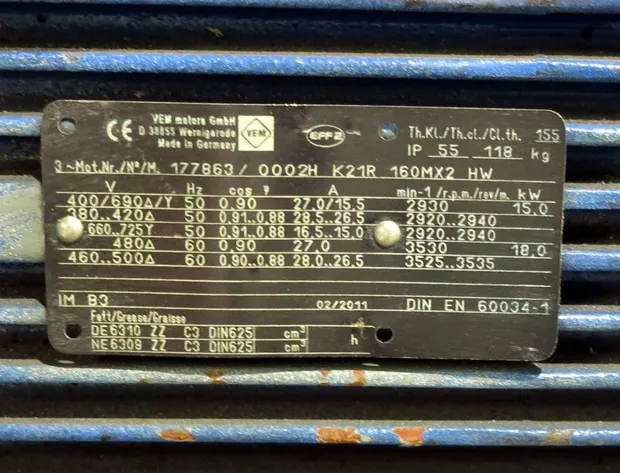 VEM motors GmbH
D 38855 Wernigerode
Made in Germany
CE
VEM
EFF2
Th.Kl./Th.cl./Cl.th. 155
IP 55 118 kg
3~Mot.Nr./N°/M. 177863/ 0002H K21R 160MX2 HW
V Hz cos φ A min-1/r.p.m./rev/m. kW
400/690Δ/Y 50 0,90 27,0/15,5 2930 15,0
380..420Δ 50 0,91..0,88 28,5..26,5 2920..2940
660..725Y 50 0,91..0,88 16,5..15,0 2920..2940
480Δ 60 0,90 27,0 3530 18,0
460..500Δ 60 0,90..0,88 28,0..26,5 3525..3535
IM B3 02/2011 DIN EN 60034-1
Fett/Grease/Graisse
DE6310 ZZ C3 DIN625 cm³ h
NE6309 ZZ C3 DIN625 cm³